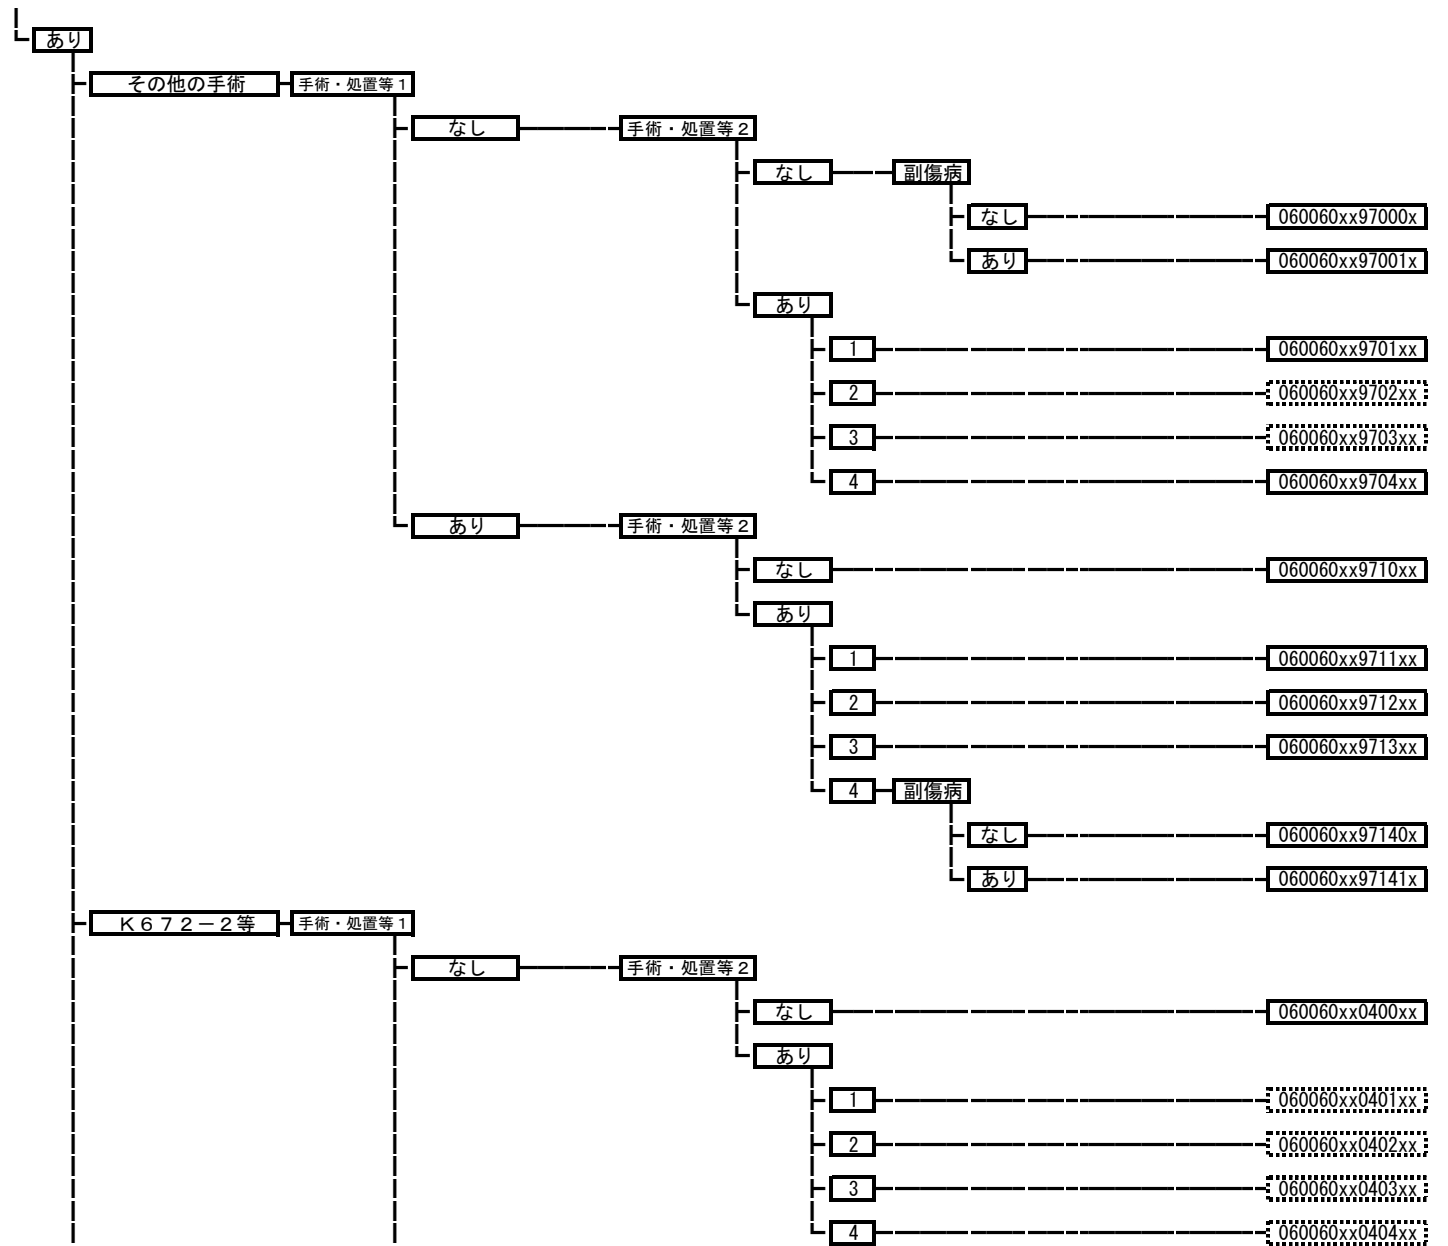 あり
その他の手術 手術・処置等1
なし 手術・処置等2
なし 副傷病
なし 060060xx97000x
あり 060060xx97001x
あり
1 060060xx9701xx
2 060060xx9702xx
3 060060xx9703xx
4 060060xx9704xx
あり 手術・処置等2
なし 060060xx9710xx
あり
1 060060xx9711xx
2 060060xx9712xx
3 060060xx9713xx
4 副傷病
なし 060060xx97140x
あり 060060xx97141x
K672-2等 手術・処置等1
なし 手術・処置等2
なし 060060xx0400xx
あり
1 060060xx0401xx
2 060060xx0402xx
3 060060xx0403xx
4 060060xx0404xx